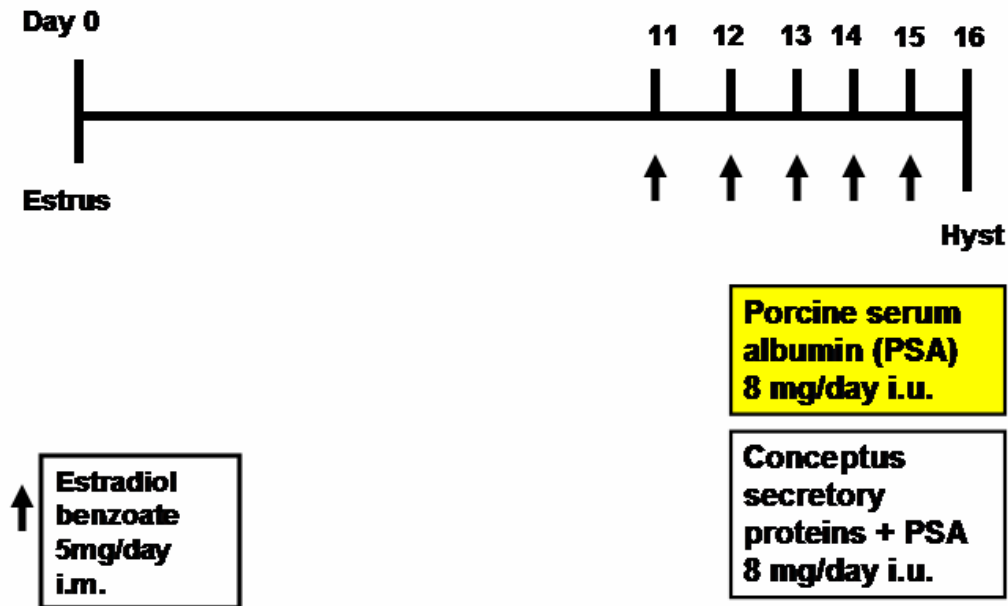 Day 0
11 12 13 14 15 16
Estrus
Hyst
Porcine serum
albumin (PSA)
8 mg/day i.u.
Conceptus
secretory
proteins + PSA
8 mg/day i.u.
Estradiol
benzoate
5mg/day
i.m.